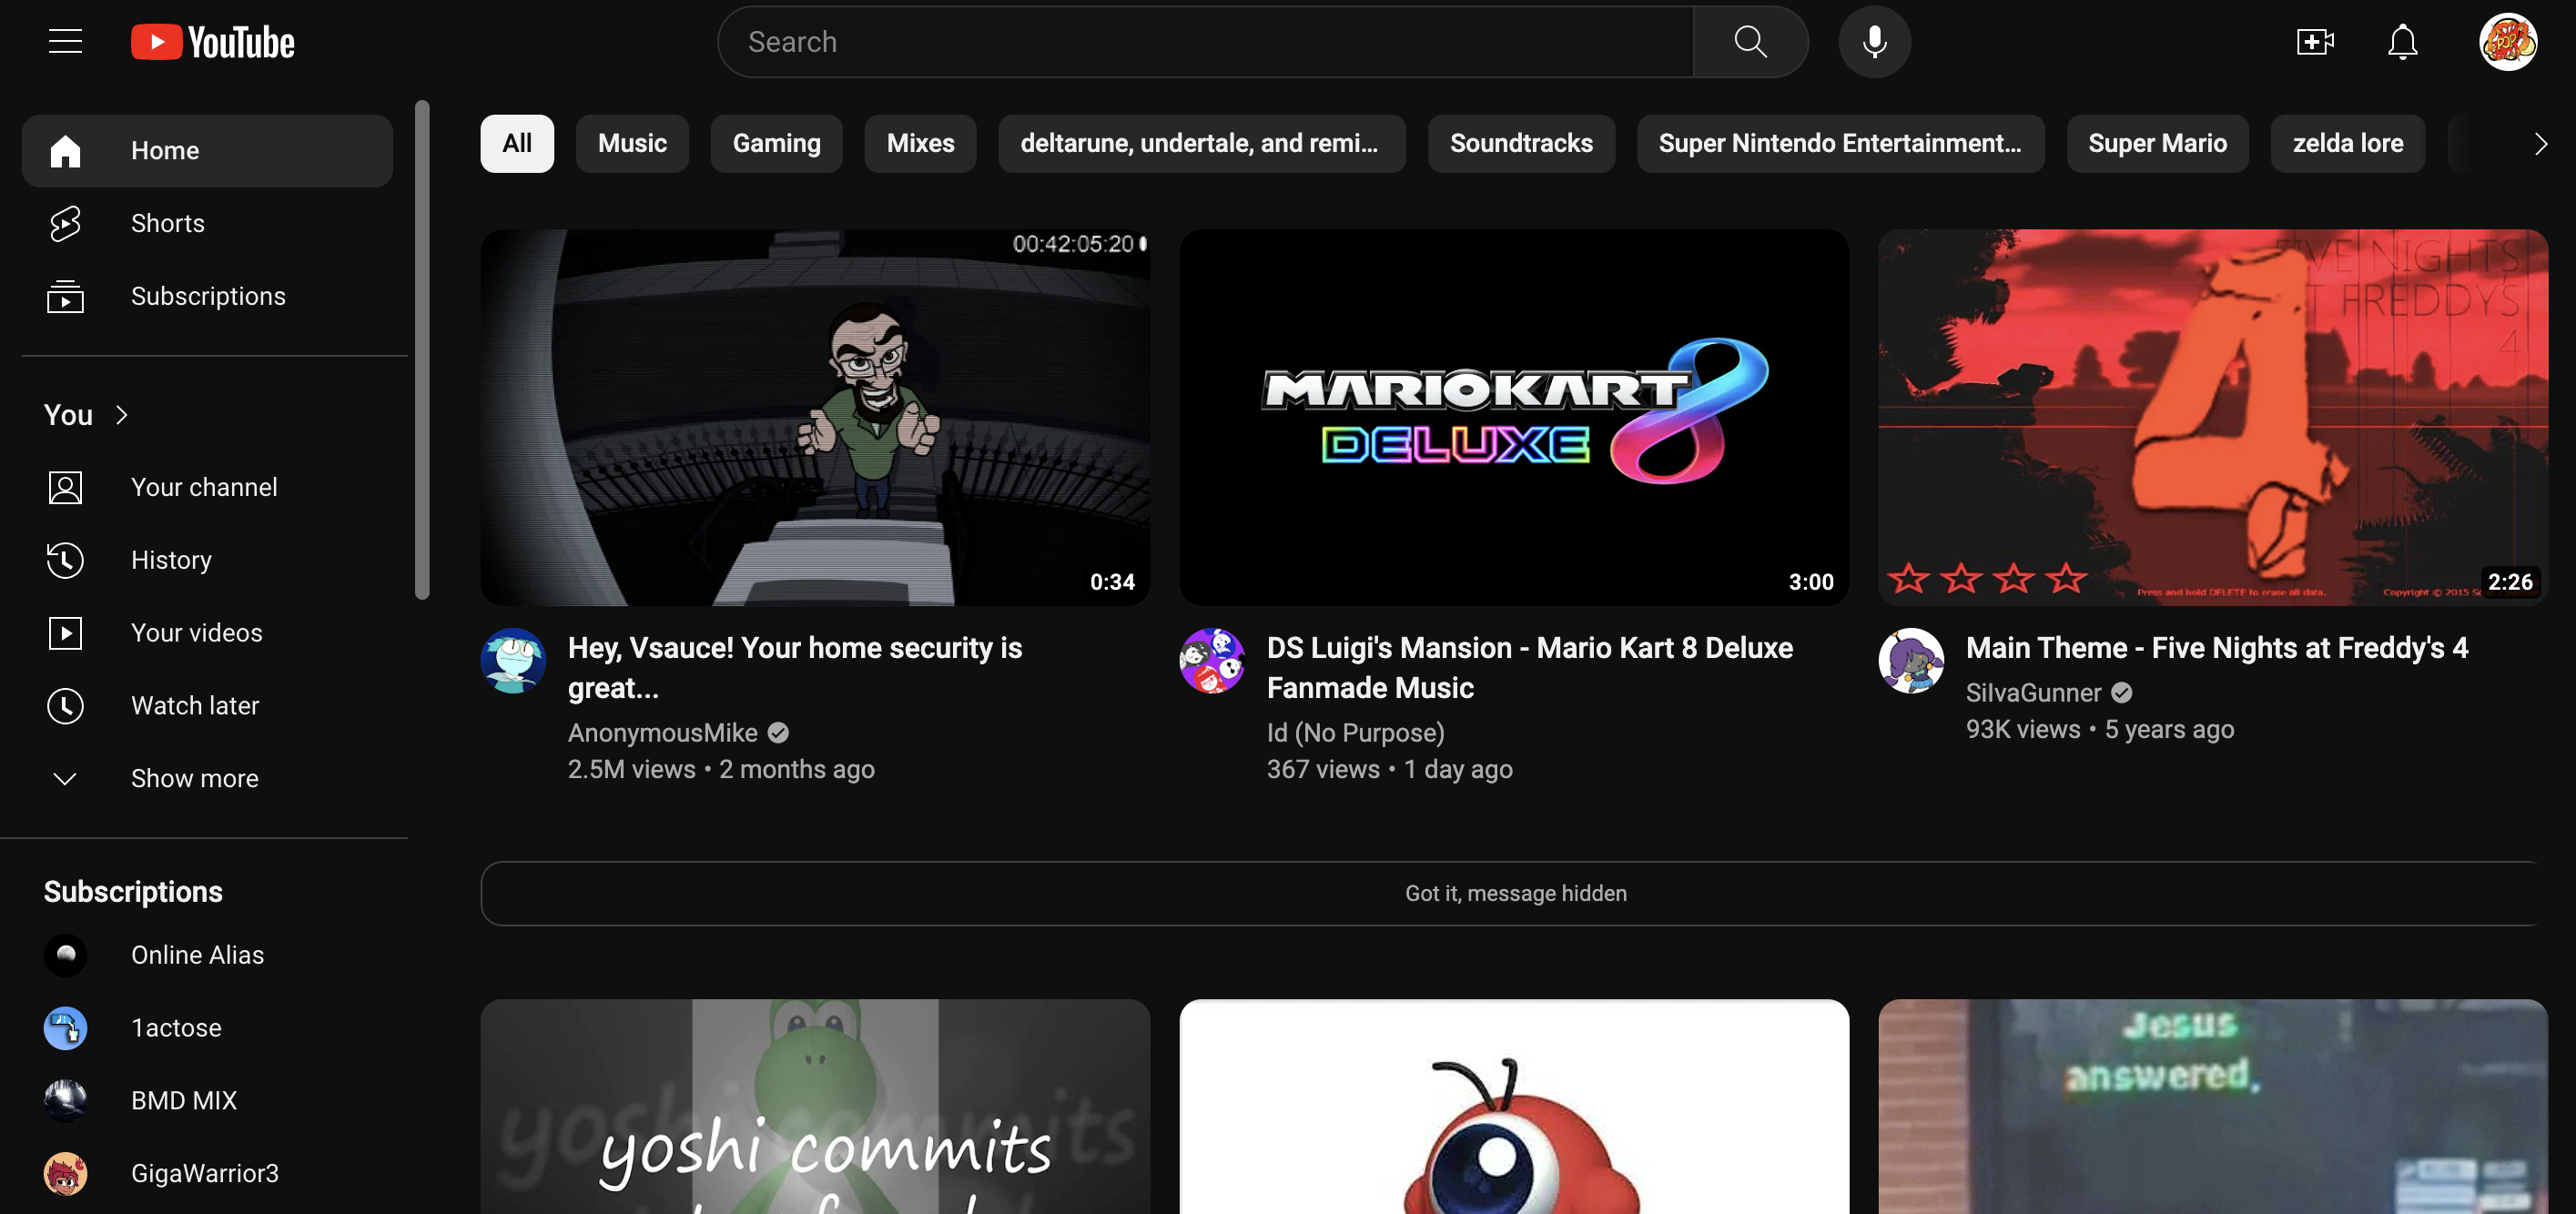 YouTube
Search
Home
Shorts
Subscriptions
You
Your channel
History
Your videos
Watch later
Show more
Subscriptions
Online Alias
1actose
BMD MIX
GigaWarrior3
All
Music
Gaming
Mixes
deltarune, undertale, and remi...
Soundtracks
Super Nintendo Entertainment...
Super Mario
zelda lore
00:42:05:20
0:34
Hey, Vsauce! Your home security is
great...
AnonymousMike
2.5M views • 2 months ago
MARIOKART 8
DELUXE
3:00
DS Luigi's Mansion - Mario Kart 8 Deluxe
Fanmade Music
Id (No Purpose)
367 views • 1 day ago
FIVE NIGHTS
AT FREDDYS
4
4
Press and hold DELETE to erase all data.
Copyright © 2015
2:26
Main Theme - Five Nights at Freddy's 4
SilvaGunner
93K views • 5 years ago
Got it, message hidden
yoshi commits
Jesus
answered,